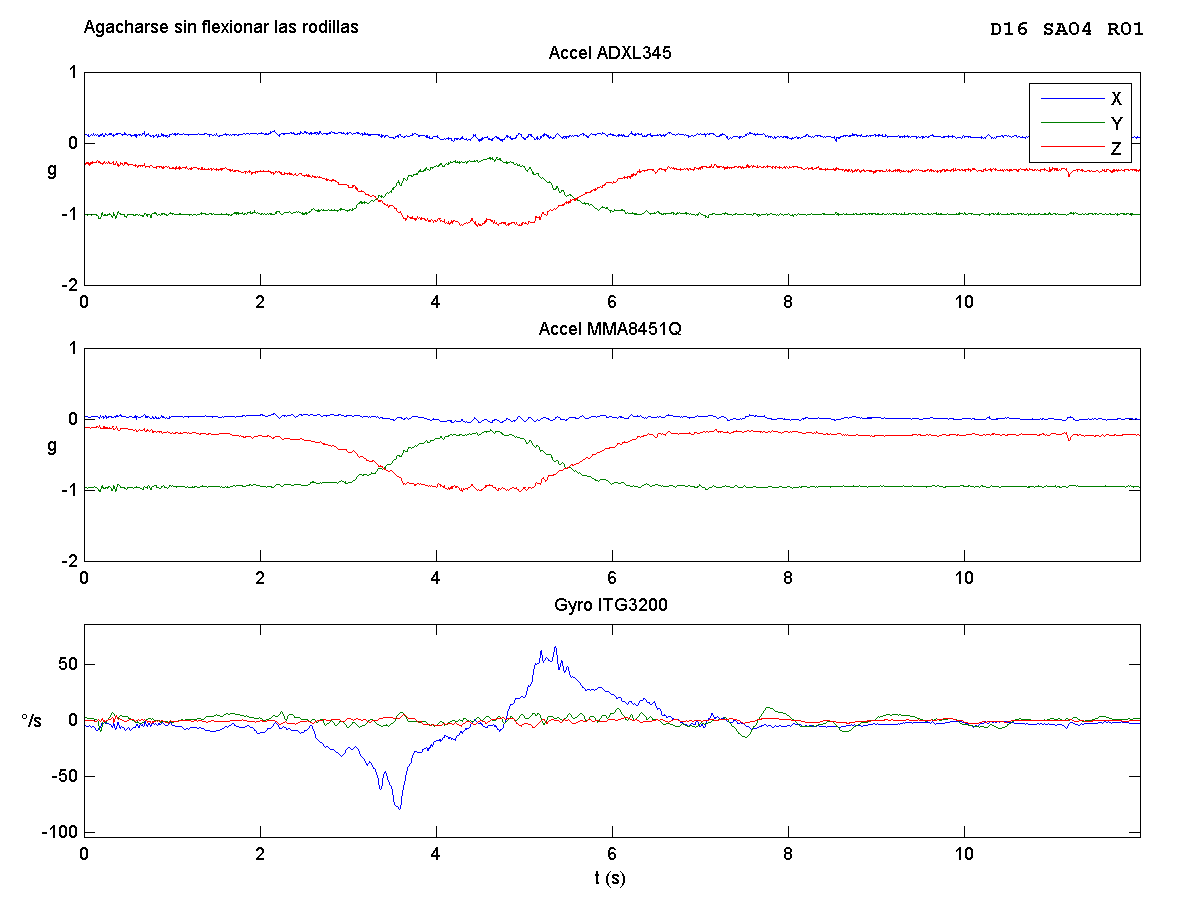 Agacharse sin flexionar las rodillas
D16 SA04 R01
Accel ADXL345
1
0
-1
-2
g
X
Y
Z
0 2 4 6 8 10
Accel MMA8451Q
1
0
-1
-2
g
0 2 4 6 8 10
Gyro ITG3200
50
0
-50
-100
°/s
0 2 4 6 8 10
t (s)